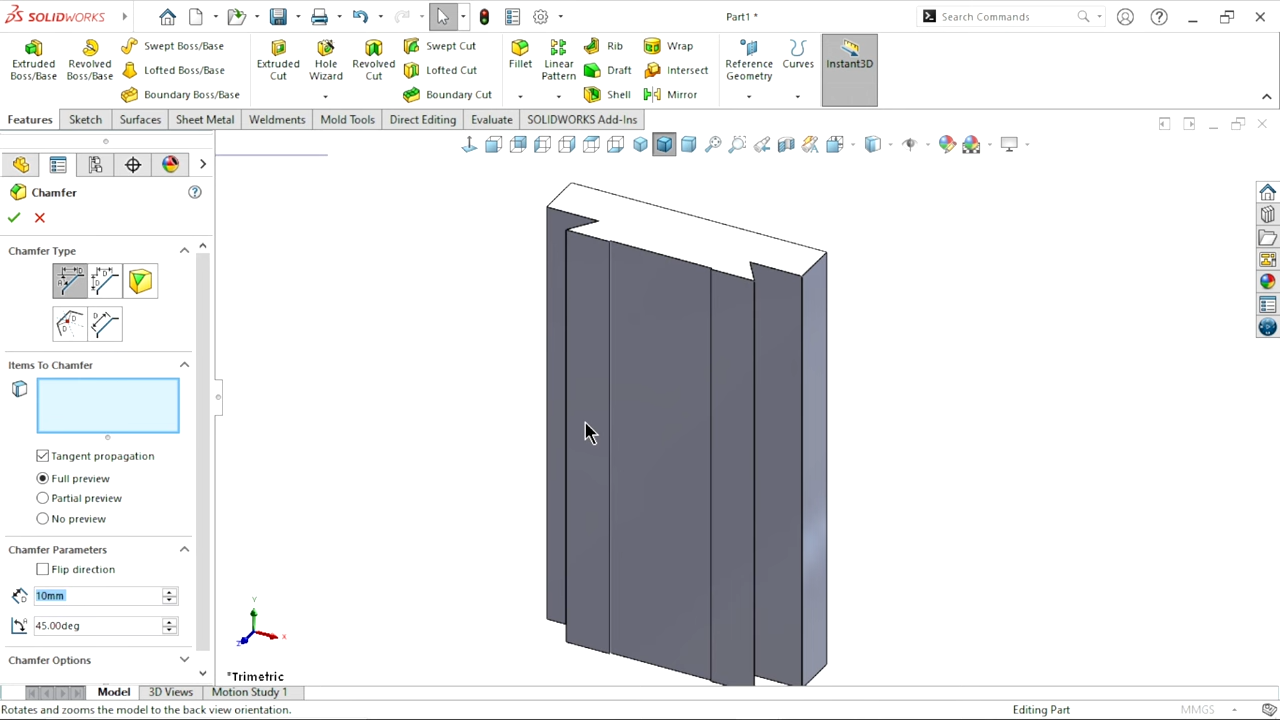 SOLIDWORKS
Part1 *
Search Commands
Extruded Boss/Base
Revolved Boss/Base
Swept Boss/Base
Lofted Boss/Base
Boundary Boss/Base
Extruded Cut
Hole Wizard
Revolved Cut
Swept Cut
Lofted Cut
Boundary Cut
Fillet
Linear Pattern
Rib
Draft
Shell
Wrap
Intersect
Mirror
Reference Geometry
Curves
Instant3D
Features
Sketch
Surfaces
Sheet Metal
Weldments
Mold Tools
Direct Editing
Evaluate
SOLIDWORKS Add-Ins
Chamfer
Chamfer Type
Items To Chamfer
Tangent propagation
Full preview
Partial preview
No preview
Chamfer Parameters
Flip direction
10mm
45.00deg
Chamfer Options
Y
X
Z
*Trimetric
Model
3D Views
Motion Study 1
Rotates and zooms the model to the back view orientation.
Editing Part
MMGS